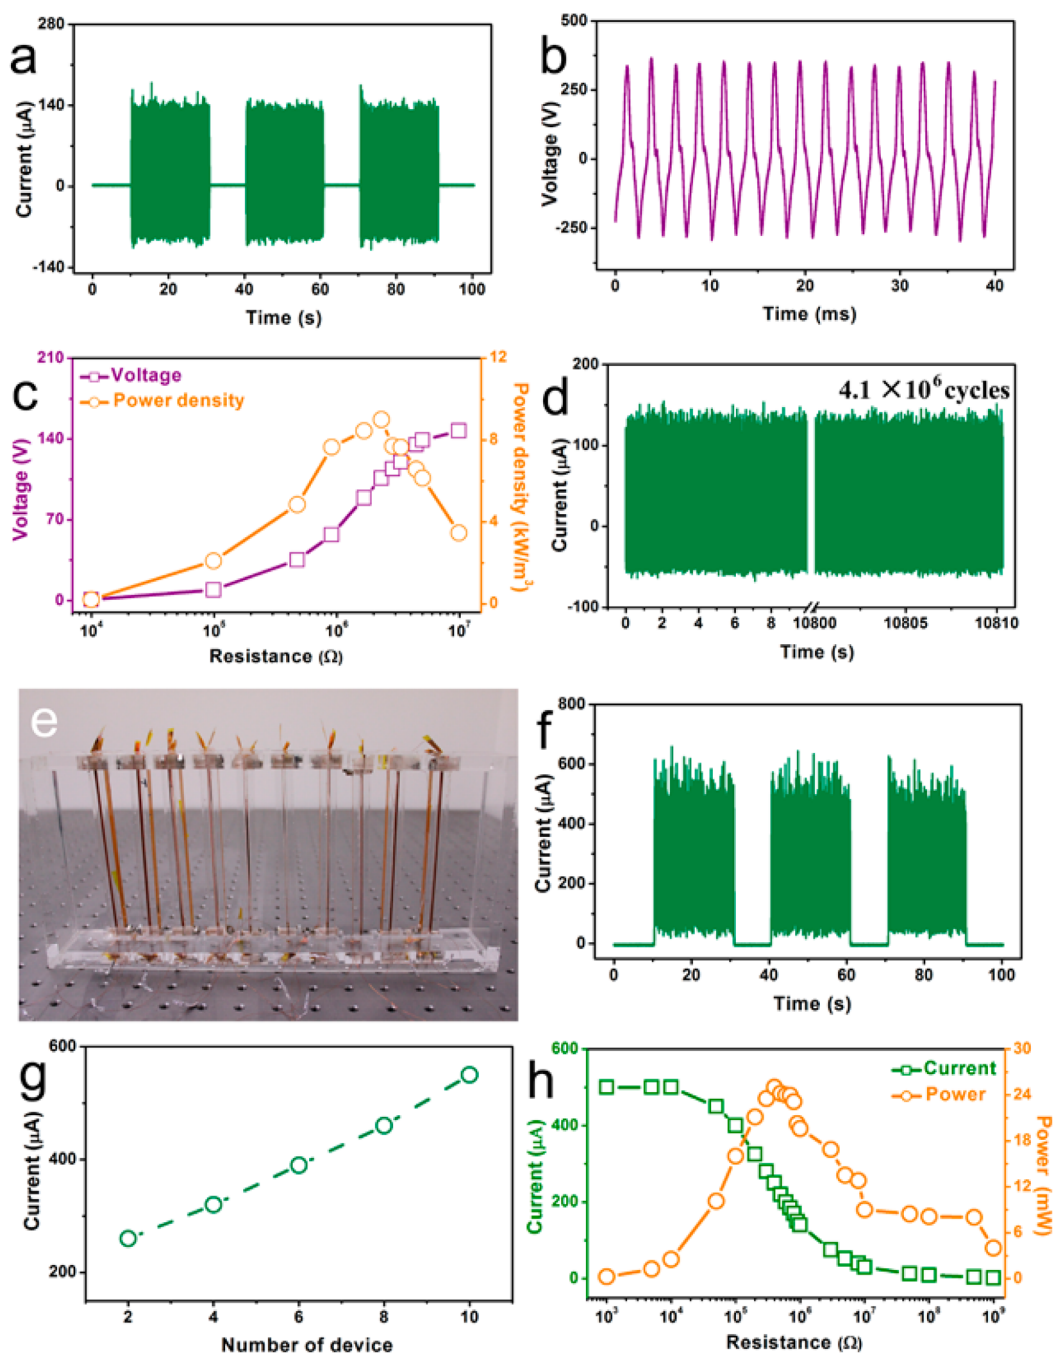 a
280
140
0
-140
Current (μA)
0 20 40 60 80 100
Time (s)
b
500
250
0
-250
Voltage (V)
0 10 20 30 40
Time (ms)
c
Voltage
Power density
210
140
70
0
Voltage (V)
12
8
4
0
Power density (kW/m³)
10⁴ 10⁵ 10⁶ 10⁷
Resistance (Ω)
d
4.1 ×10⁶ cycles
200
100
0
-100
Current (μA)
0 2 4 6 8 10800 10805 10810
Time (s)
e
f
800
600
400
200
0
Current (μA)
0 20 40 60 80 100
Time (s)
g
600
400
200
Current (μA)
2 4 6 8 10
Number of device
h
Current
Power
600
400
200
0
Current (μA)
30
24
18
12
6
0
Power (mW)
10³ 10⁴ 10⁵ 10⁶ 10⁷ 10⁸ 10⁹
Resistance (Ω)